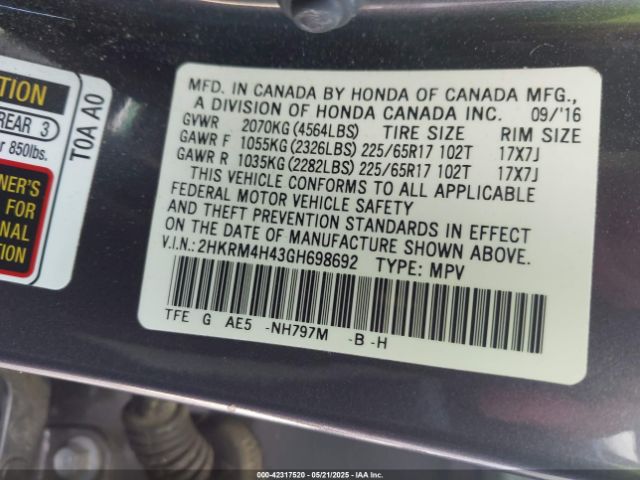 TION
REAR 3
r 850lbs.
TOA A0
NER'S
FOR
NAL
TION
MFD. IN CANADA BY HONDA OF CANADA MFG.,
A DIVISION OF HONDA CANADA INC. 09/'16
GVWR 2070KG(4564LBS) TIRE SIZE RIM SIZE
GAWR F 1055KG(2326LBS) 225/65R17 102T 17X7J
GAWR R 1035KG(2282LBS) 225/65R17 102T 17X7J
THIS VEHICLE CONFORMS TO ALL APPLICABLE
FEDERAL MOTOR VEHICLE SAFETY
AND THEFT PREVENTION STANDARDS IN EFFECT
ON THE DATE OF MANUFACTURE SHOWN ABOVE.
V.I.N.: 2HKRM4H43GH698692 TYPE: MPV
TFE G AE5 -NH797M -B -H
000-42317520 - 05/21/2025 - IAAI.COM